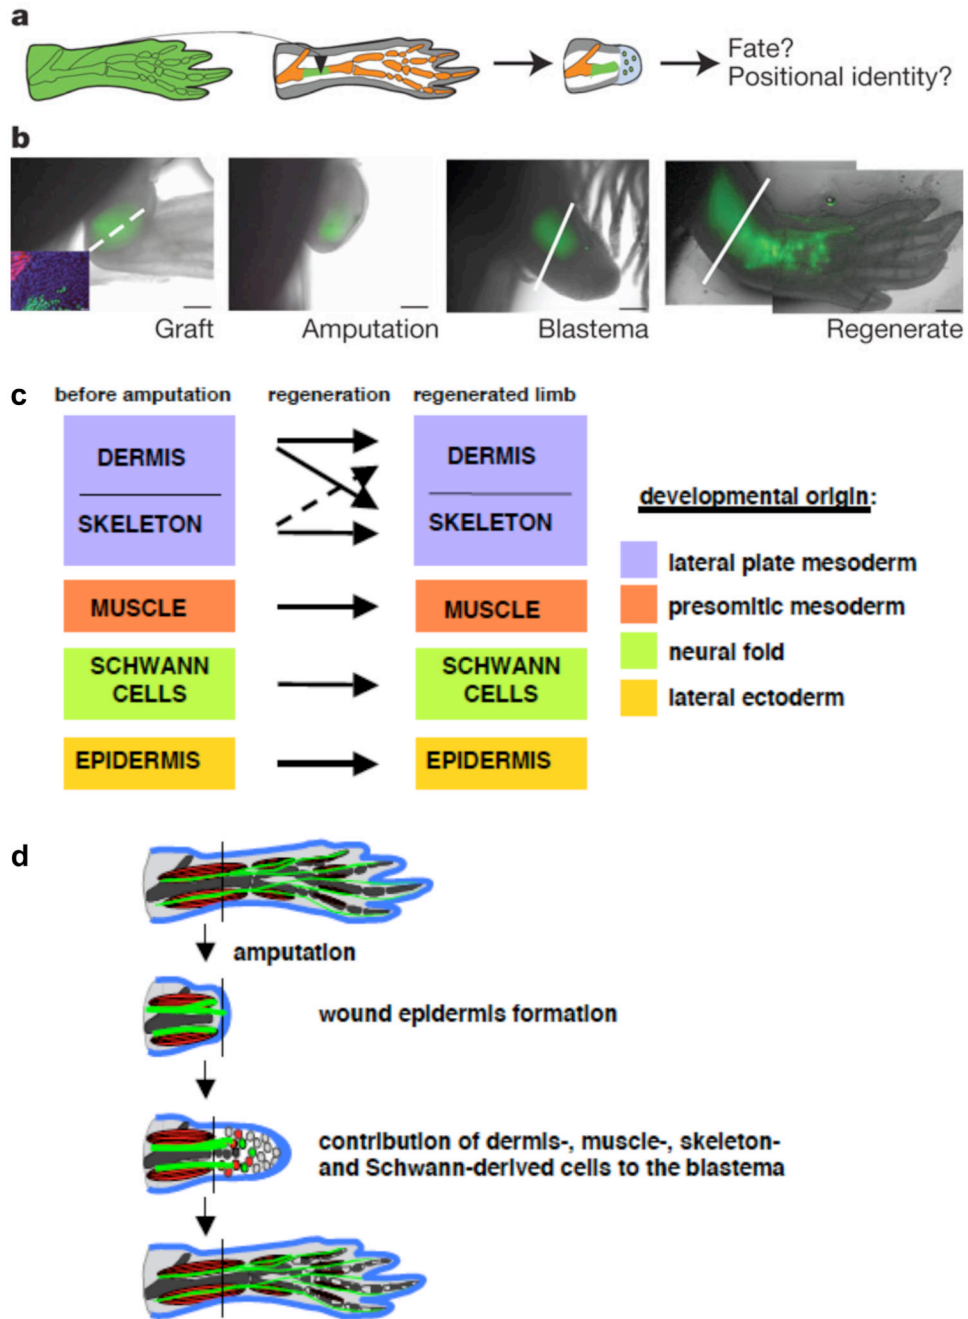 a
Fate?
Positional identity?
b
Graft
Amputation
Blastema
Regenerate
c
before amputation
regeneration
regenerated limb
DERMIS
SKELETON
MUSCLE
SCHWANN
CELLS
EPIDERMIS
DERMIS
SKELETON
MUSCLE
SCHWANN
CELLS
EPIDERMIS
developmental origin:
lateral plate mesoderm
presomitic mesoderm
neural fold
lateral ectoderm
d
amputation
wound epidermis formation
contribution of dermis-, muscle-, skeleton-
and Schwann-derived cells to the blastema